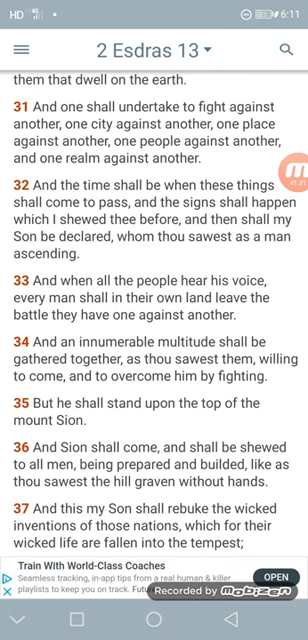 HD 4G 6:11
2 Esdras 13
them that dwell on the earth.
31 And one shall undertake to fight against
another, one city against another, one place
against another, one people against another,
and one realm against another.
32 And the time shall be when these things
shall come to pass, and the signs shall happen
which I shewed thee before, and then shall my
Son be declared, whom thou sawest as a man
ascending.
33 And when all the people hear his voice,
every man shall in their own land leave the
battle they have one against another.
34 And an innumerable multitude shall be
gathered together, as thou sawest them, willing
to come, and to overcome him by fighting.
35 But he shall stand upon the top of the
mount Sion.
36 And Sion shall come, and shall be shewed
to all men, being prepared and builded, like as
thou sawest the hill graven without hands.
37 And this my Son shall rebuke the wicked
inventions of those nations, which for their
wicked life are fallen into the tempest;
Train With World-Class Coaches
Seamless tracking, in-app tips from a real human & killer
playlists to keep you on track. Futu
OPEN
Recorded by mobizen